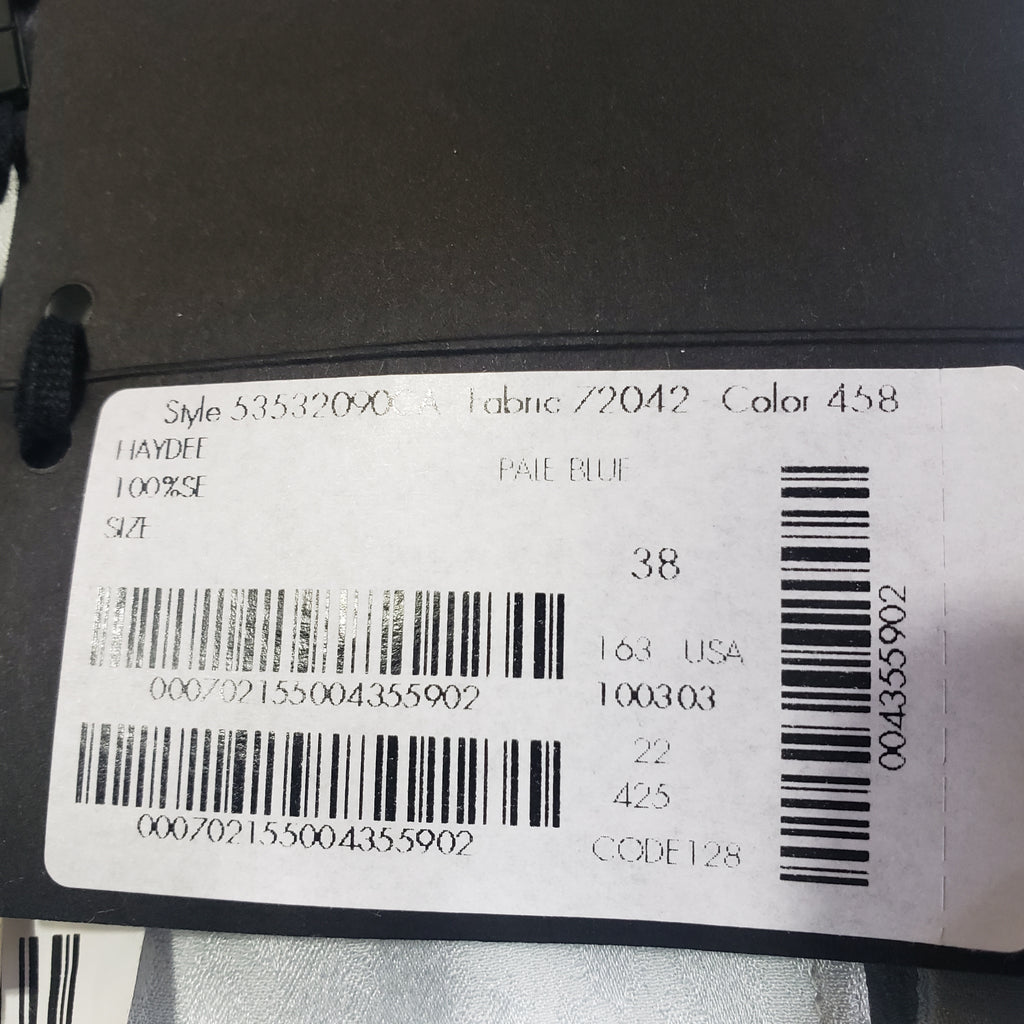 Style Fabric 72042 Color 458
HAYDEE
PALE BLUE
100%SE
SIZE
38
000702155004355902
163 USA
100303
000702155004355902
22
425
CODE128
004355902